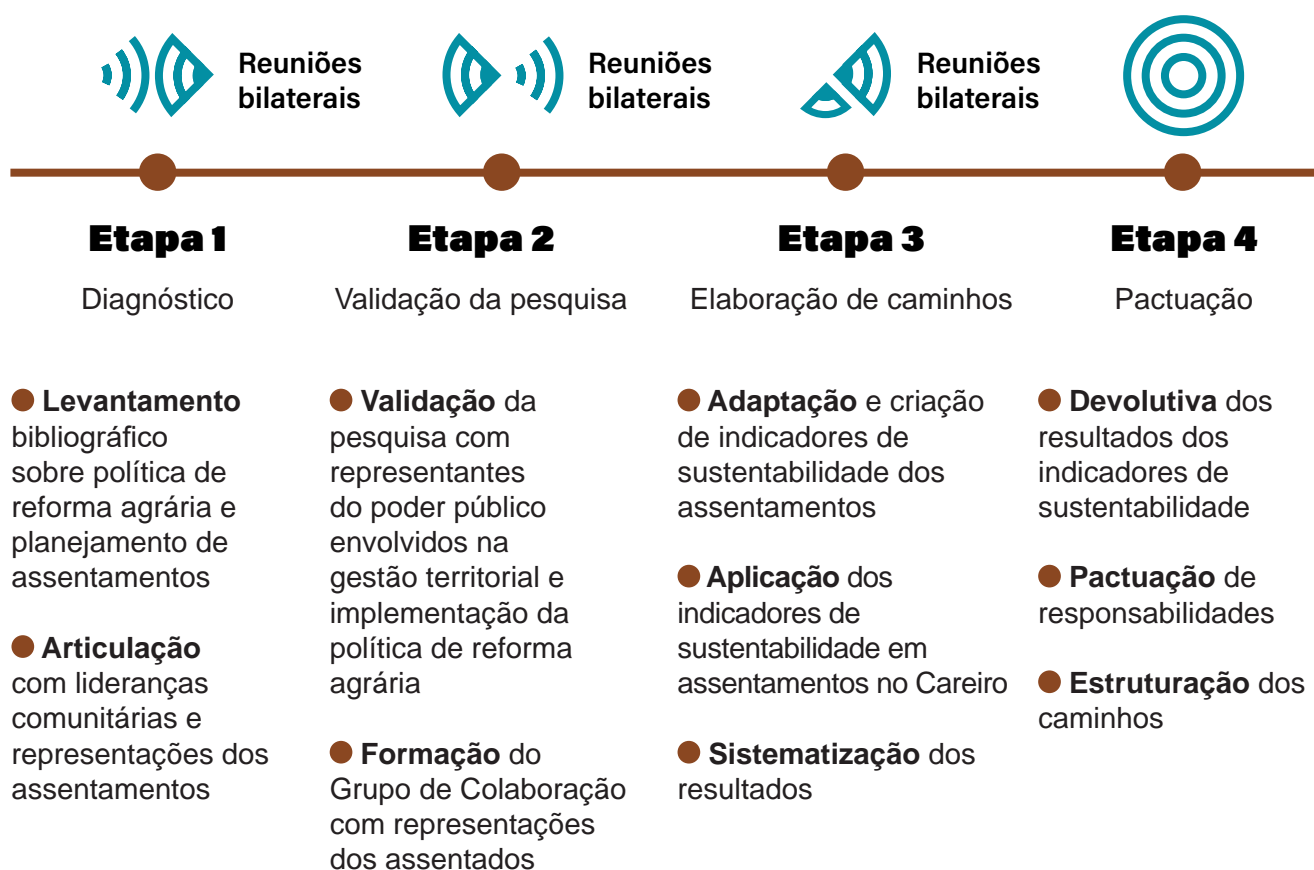 Reuniões
bilaterais
Reuniões
bilaterais
Reuniões
bilaterais
Etapa 1
Diagnóstico
Levantamento
bibliográfico
sobre política de
reforma agrária e
planejamento de
assentamentos
Articulação
com lideranças
comunitárias e
representações dos
assentamentos
Etapa 2
Validação da pesquisa
Validação da
pesquisa com
representantes
do poder público
envolvidos na
gestão territorial e
implementação da
política de reforma
agrária
Formação do
Grupo de Colaboração
com representações
dos assentados
Etapa 3
Elaboração de caminhos
Adaptação e criação
de indicadores de
sustentabilidade dos
assentamentos
Aplicação dos
indicadores de
sustentabilidade em
assentamentos no Careiro
Sistematização dos
resultados
Etapa 4
Pactuação
Devolutiva dos
resultados dos
indicadores de
sustentabilidade
Pactuação de
responsabilidades
Estruturação dos
caminhos